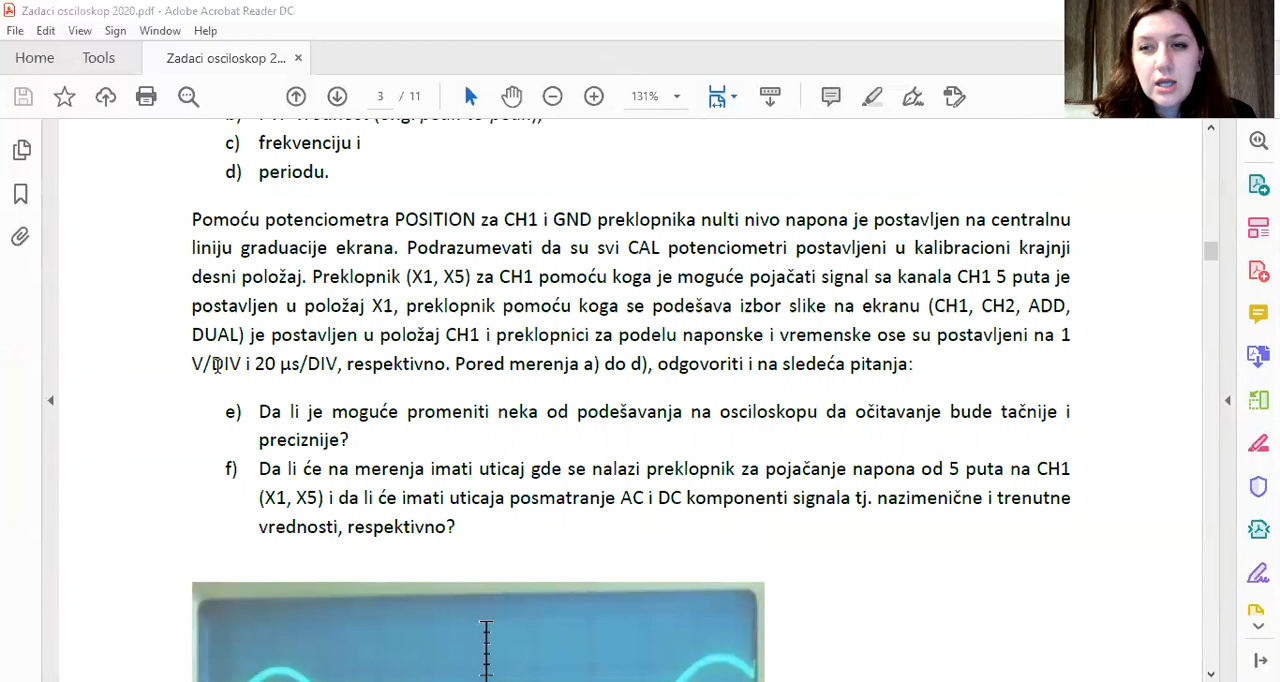 Zadaci osciloskop 2020.pdf - Adobe Acrobat Reader DC
File Edit View Sign Window Help
Home Tools Zadaci osciloskop 2... ×
3 / 11 131%
c) frekvenciju i
d) periodu.
Pomoću potenciometra POSITION za CH1 i GND preklopnika nulti nivo napona je postavljen na centralnu
liniju graduacije ekrana. Podrazumevati da su svi CAL potenciometri postavljeni u kalibracioni krajnji
desni položaj. Preklopnik (X1, X5) za CH1 pomoću koga je moguće pojačati signal sa kanala CH1 5 puta je
postavljen u položaj X1, preklopnik pomoću koga se podešava izbor slike na ekranu (CH1, CH2, ADD,
DUAL) je postavljen u položaj CH1 i preklopnici za podelu naponske i vremenske ose su postavljeni na 1
V/DIV i 20 μs/DIV, respektivno. Pored merenja a) do d), odgovoriti i na sledeća pitanja:
e) Da li je moguće promeniti neka od podešavanja na osciloskopu da očitavanje bude tačnije i
preciznije?
f) Da li će na merenja imati uticaj gde se nalazi preklopnik za pojačanje napona od 5 puta na CH1
(X1, X5) i da li će imati uticaja posmatranje AC i DC komponenti signala tj. nazimenične i trenutne
vrednosti, respektivno?